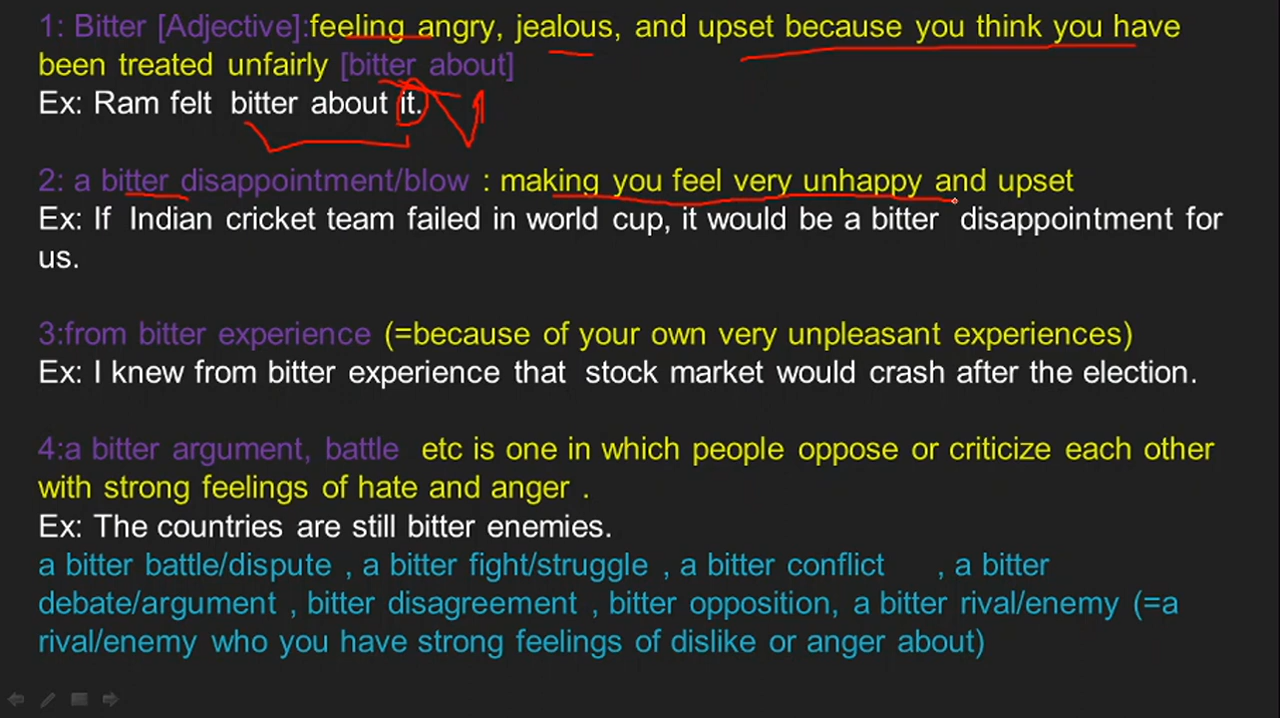 1: Bitter [Adjective]:feeling angry, jealous, and upset because you think you have
been treated unfairly [bitter about]
Ex: Ram felt bitter about it.
2: a bitter disappointment/blow : making you feel very unhappy and upset
Ex: If Indian cricket team failed in world cup, it would be a bitter disappointment for
us.
3:from bitter experience (=because of your own very unpleasant experiences)
Ex: I knew from bitter experience that stock market would crash after the election.
4:a bitter argument, battle etc is one in which people oppose or criticize each other
with strong feelings of hate and anger .
Ex: The countries are still bitter enemies.
a bitter battle/dispute , a bitter fight/struggle , a bitter conflict , a bitter
debate/argument , bitter disagreement , bitter opposition, a bitter rival/enemy (=a
rival/enemy who you have strong feelings of dislike or anger about)